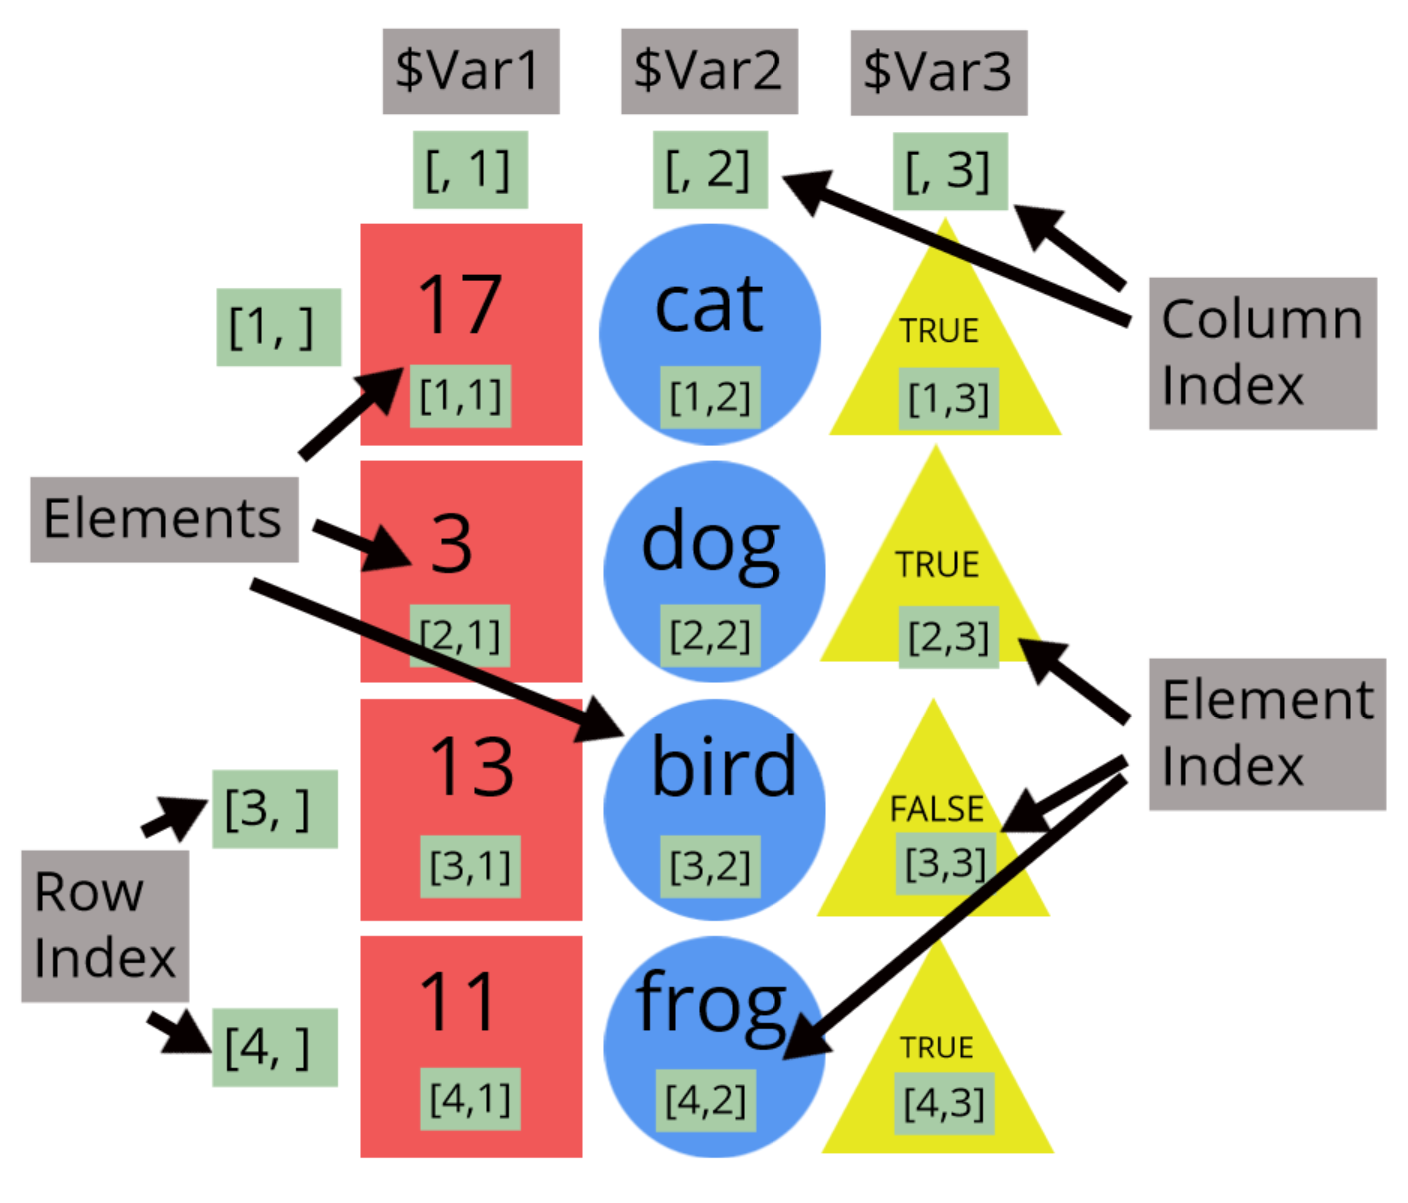 $Var1
$Var2
$Var3
[, 1]
[, 2]
[, 3]
[1, ]
17
cat
TRUE
[1,1]
[1,2]
[1,3]
Column
Index
Elements
3
dog
TRUE
[2,1]
[2,2]
[2,3]
Element
Index
[3, ]
13
bird
FALSE
[3,1]
[3,2]
[3,3]
Row
Index
[4, ]
11
frog
TRUE
[4,1]
[4,2]
[4,3]